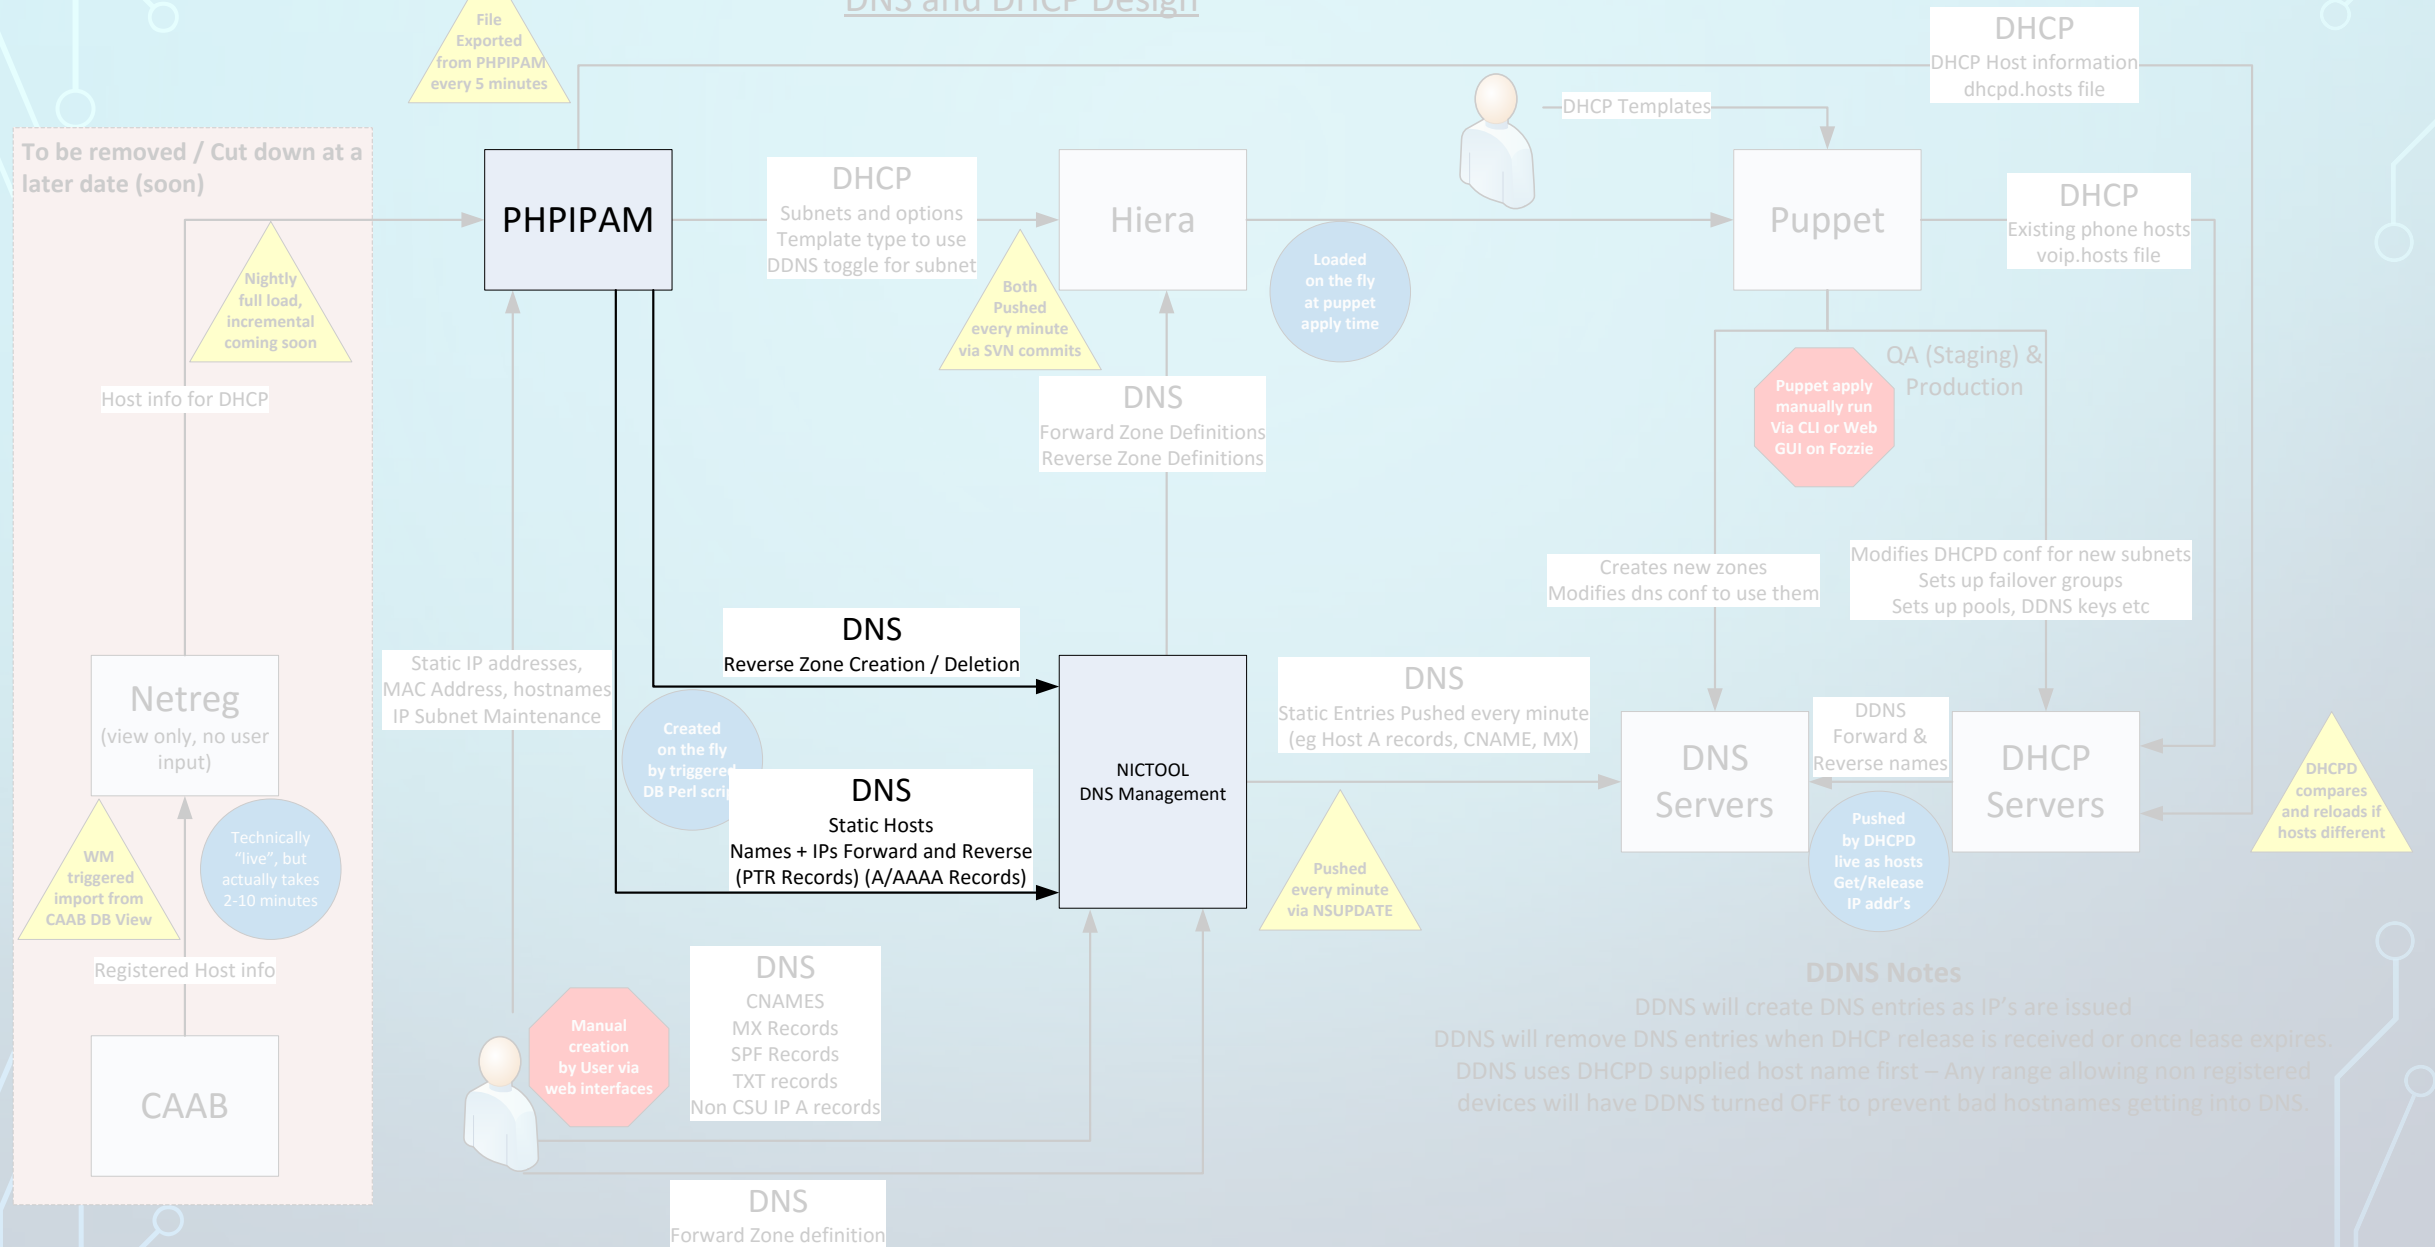 DNS and DHCP Design
File
Exported
from PHPIPAM
every 5 minutes
DHCP
DHCP Host information
dhcpd.hosts file
DHCP Templates
To be removed / Cut down at a
later date (soon)
PHPIPAM
DHCP
Subnets and options
Template type to use
DDNS toggle for subnet
Hiera
Puppet
DHCP
Existing phone hosts
voip.hosts file
Nightly
full load,
incremental
coming soon
Both
Pushed
every minute
via SVN commits
Loaded
on the fly
at puppet
apply time
QA (Staging) &
Production
Puppet apply
manually run
Via CLI or Web
GUI on Fozzie
Host info for DHCP
DNS
Forward Zone Definitions
Reverse Zone Definitions
Creates new zones
Modifies dns conf to use them
Modifies DHCPD conf for new subnets
Sets up failover groups
Sets up pools, DDNS keys etc
DNS
Reverse Zone Creation / Deletion
Static IP addresses,
MAC Address, hostnames
IP Subnet Maintenance
Netreg
(view only, no user
input)
Created
on the fly
by triggered
DB Perl scrip
DNS
Static Hosts
Names + IPs Forward and Reverse
(PTR Records) (A/AAAA Records)
NICTOOL
DNS Management
DNS
Static Entries Pushed every minute
(eg Host A records, CNAME, MX)
DNS
Servers
DDNS
Forward &
Reverse names
DHCP
Servers
DHCPD
compares
and reloads if
hosts different
WM
triggered
import from
CAAB DB View
Technically
“live”, but
actually takes
2-10 minutes
Pushed
every minute
via NSUPDATE
Pushed
by DHCPD
live as hosts
Get/Release
IP addr's
Registered Host info
CAAB
Manual
creation
by User via
web interfaces
DNS
CNAMES
MX Records
SPF Records
TXT records
Non CSU IP A records
DDNS Notes
DDNS will create DNS entries as IP's are issued
DDNS will remove DNS entries when DHCP release is received or once lease expires.
DDNS uses DHCPD supplied host name first – Any range allowing non registered
devices will have DDNS turned OFF to prevent bad hostnames getting into DNS.
DNS
Forward Zone definition